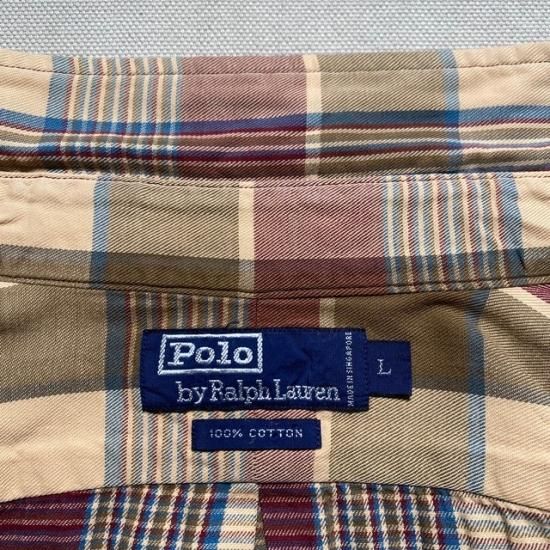 Polo
by Ralph Lauren
MADE IN SINGAPORE
L
100% COTTON